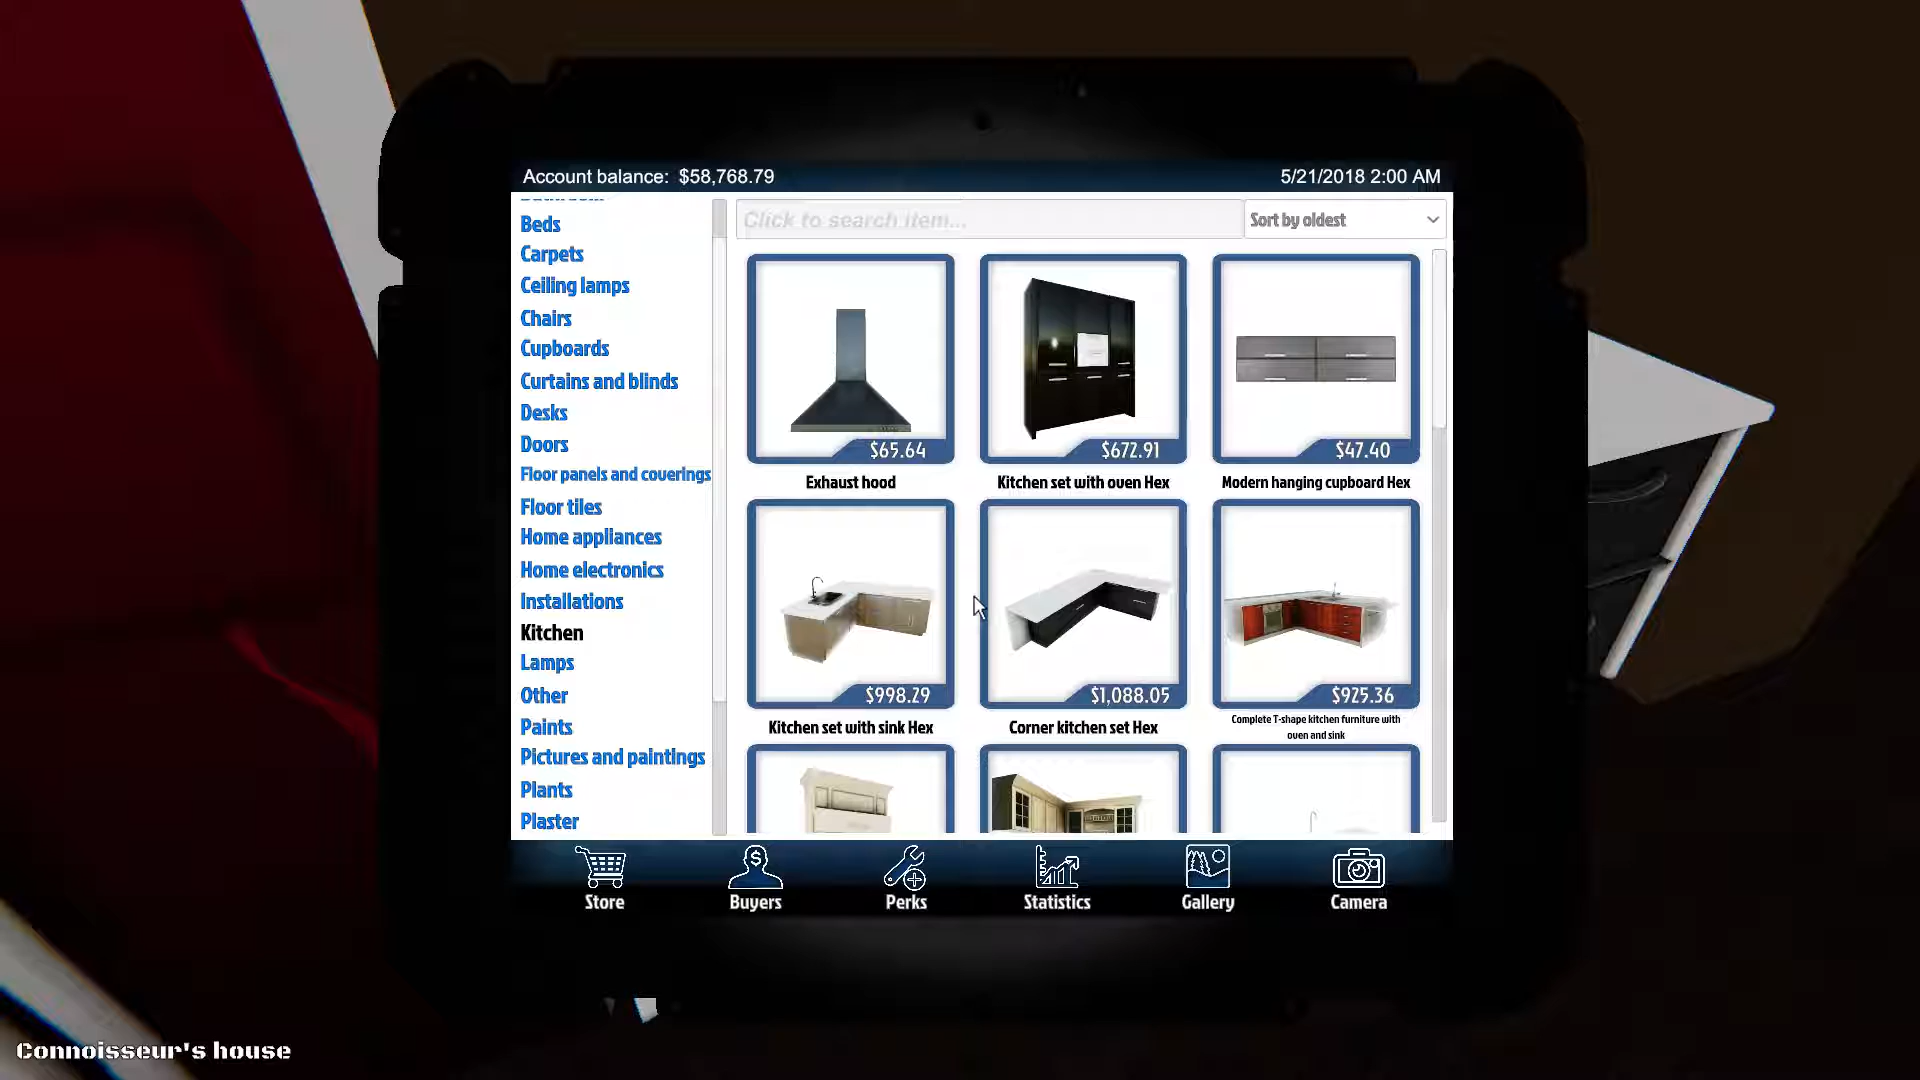 Account balance: $58,768.79
5/21/2018 2:00 AM
Click to search item...
Sort by oldest
Beds
Carpets
Ceiling lamps
Chairs
Cupboards
Curtains and blinds
Desks
Doors
Floor panels and coverings
Floor tiles
Home appliances
Home electronics
Installations
Kitchen
Lamps
Other
Paints
Pictures and paintings
Plants
Plaster
$65.64
$672.91
$47.40
Exhaust hood
Kitchen set with oven Hex
Modern hanging cupboard Hex
$998.29
$1,088.05
$925.36
Kitchen set with sink Hex
Corner kitchen set Hex
Complete T-shape kitchen furniture with
oven and sink
Store
Buyers
Perks
Statistics
Gallery
Camera
Connoisseur's house